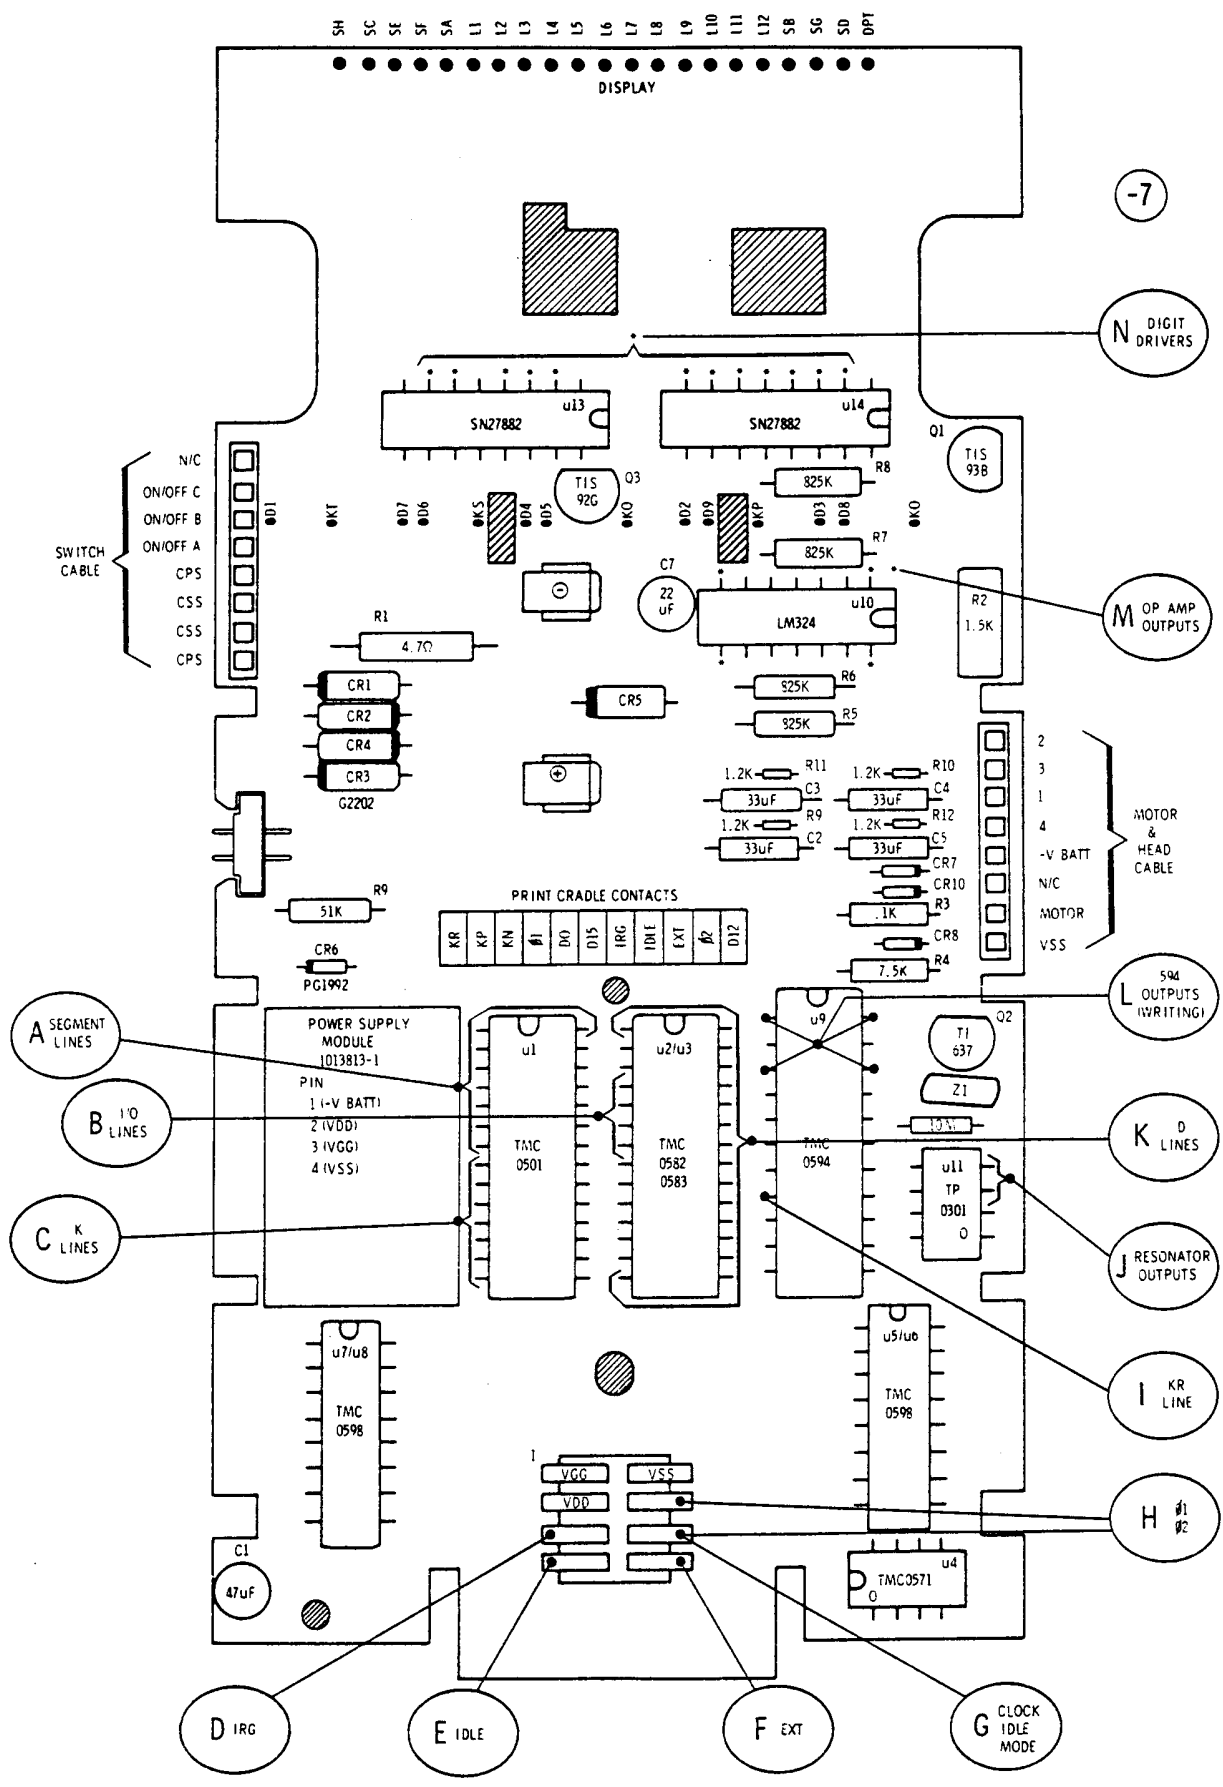 SH SC SE SF SA L1 L2 L3 L4 L5 L6 L7 L8 L9 L10 L11 L12 SB SG SD DPT
DISPLAY
-7
N DIGIT
DRIVERS
u13
SN27882
u14
SN27882
Q1
TIS
93B
N/C
ON/OFF C
ON/OFF B
ON/OFF A
CPS
CSS
CSS
CPS
SWITCH
CABLE
TIS
92G
Q3
R8
825K
D1 KT D7 D6 KS D4 D5 KO D2 D9 KP D3 D8 KO
R7
825K
C7
22
uF
u10
LM324
R2
1.5K
M OP AMP
OUTPUTS
R1
4.7Ω
CR1
CR2
CR4
CR3
G2202
CR5
R6
825K
R5
825K
1.2K R11
33uF C3
1.2K R9
33uF C2
1.2K R10
33uF C4
1.2K R12
33uF C5
CR7
CR10
R3
.1K
CR8
R4
7.5K
2
3
1
4
-V BATT
N/C
MOTOR
VSS
MOTOR
&
HEAD
CABLE
R9
51K
CR6
PG1992
PRINT CRADLE CONTACTS
KR KP KN ø1 DO D15 IRG IDLE EXT ø2 D12
A SEGMENT
LINES
B I/O
LINES
C K
LINES
POWER SUPPLY
MODULE
1013813-1
PIN
1 (-V BATT)
2 (VDD)
3 (VGG)
4 (VSS)
u1
TMC
0501
u2/u3
TMC
0582
0583
u9
TMC
0594
Q2
TI
637
Z1
u11
TP
0301
O
L 594
OUTPUTS
(WRITING)
K D
LINES
J RESONATOR
OUTPUTS
I KR
LINE
H ø1
ø2
u7/u8
TMC
0598
u5/u6
TMC
0598
1
VGG VSS
VDD
C1
47uF
u4
TMC0571
O
D IRG
E IDLE
F EXT
G CLOCK
IDLE
MODE